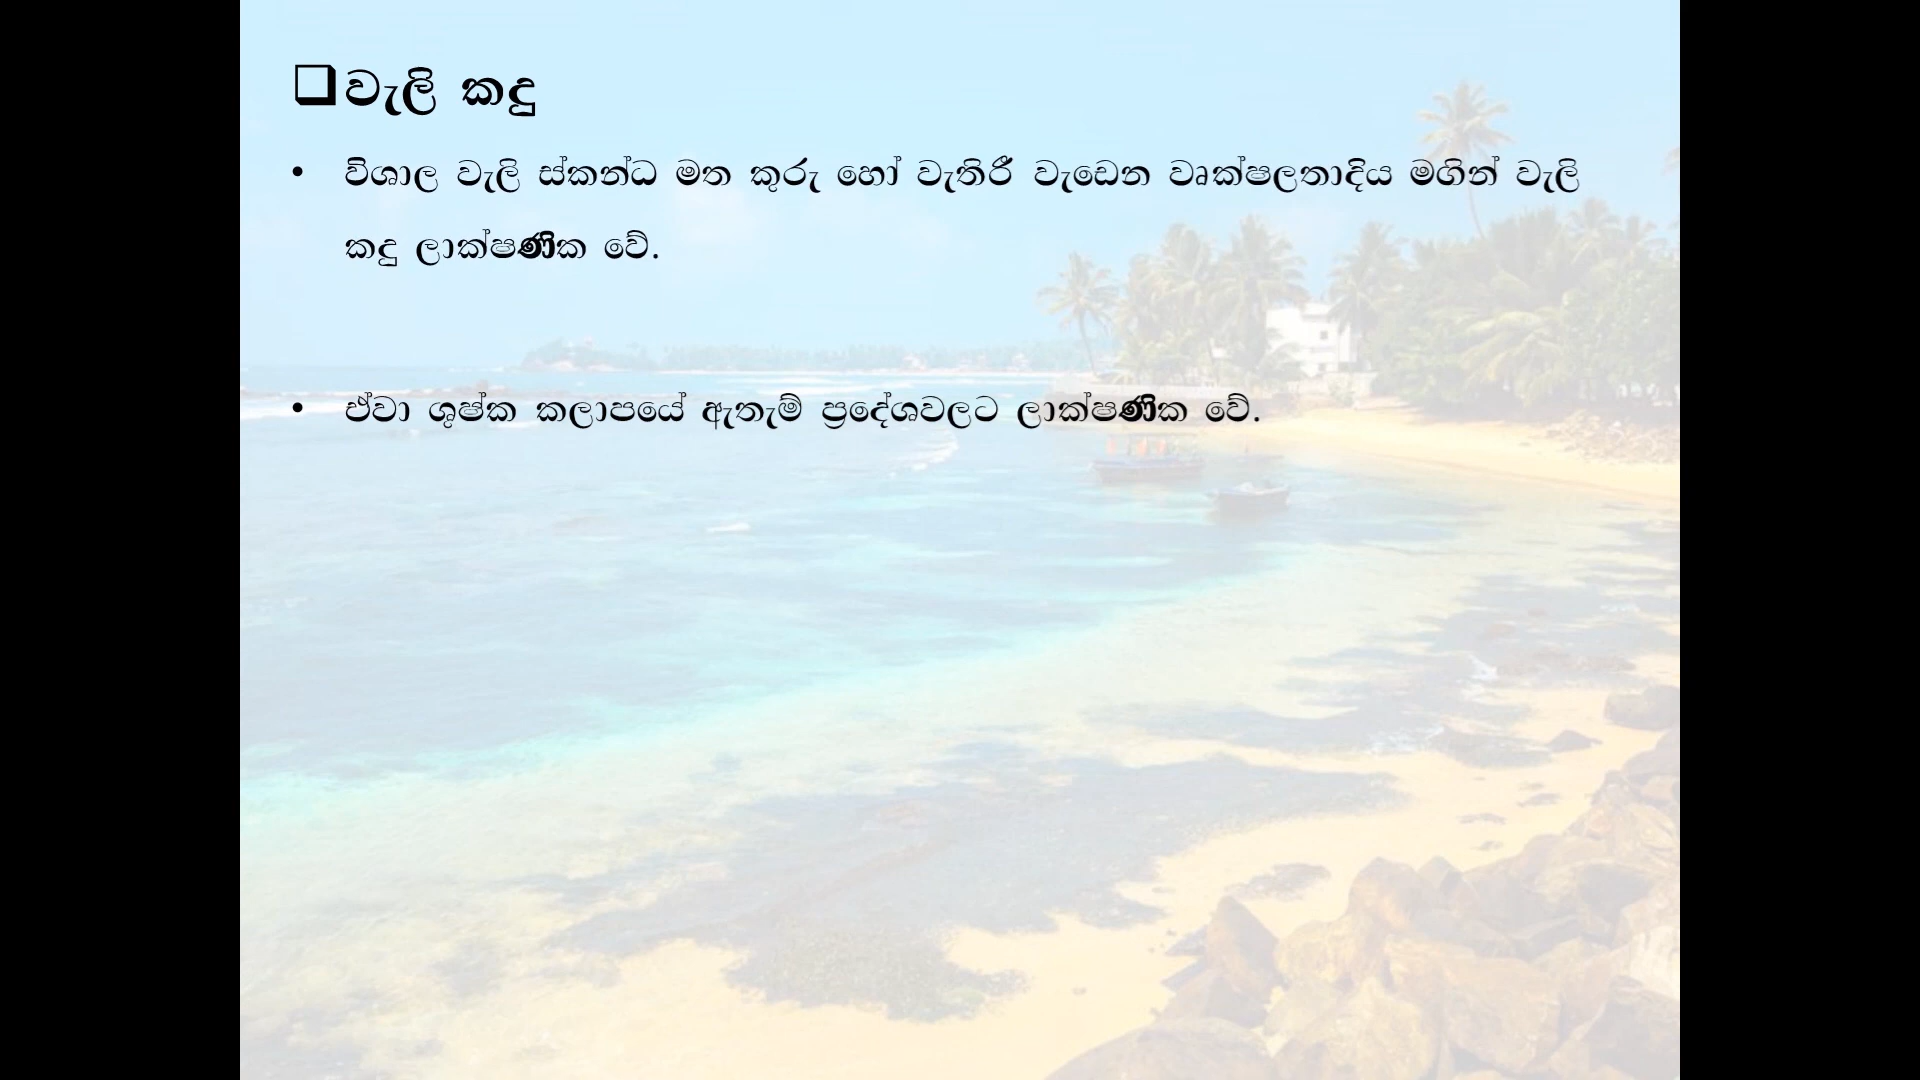 ❑වැලි කඳු
• විශාල වැලි ස්කන්ධ මත කුරු හෝ වැතිරී වැඩෙන වෘක්ෂලතාදිය මගින් වැලි
කඳු ලාක්ෂණික වේ.
• ඒවා ශුෂ්ක කලාපයේ ඇතැම් ප්‍රදේශවලට ලාක්ෂණික වේ.